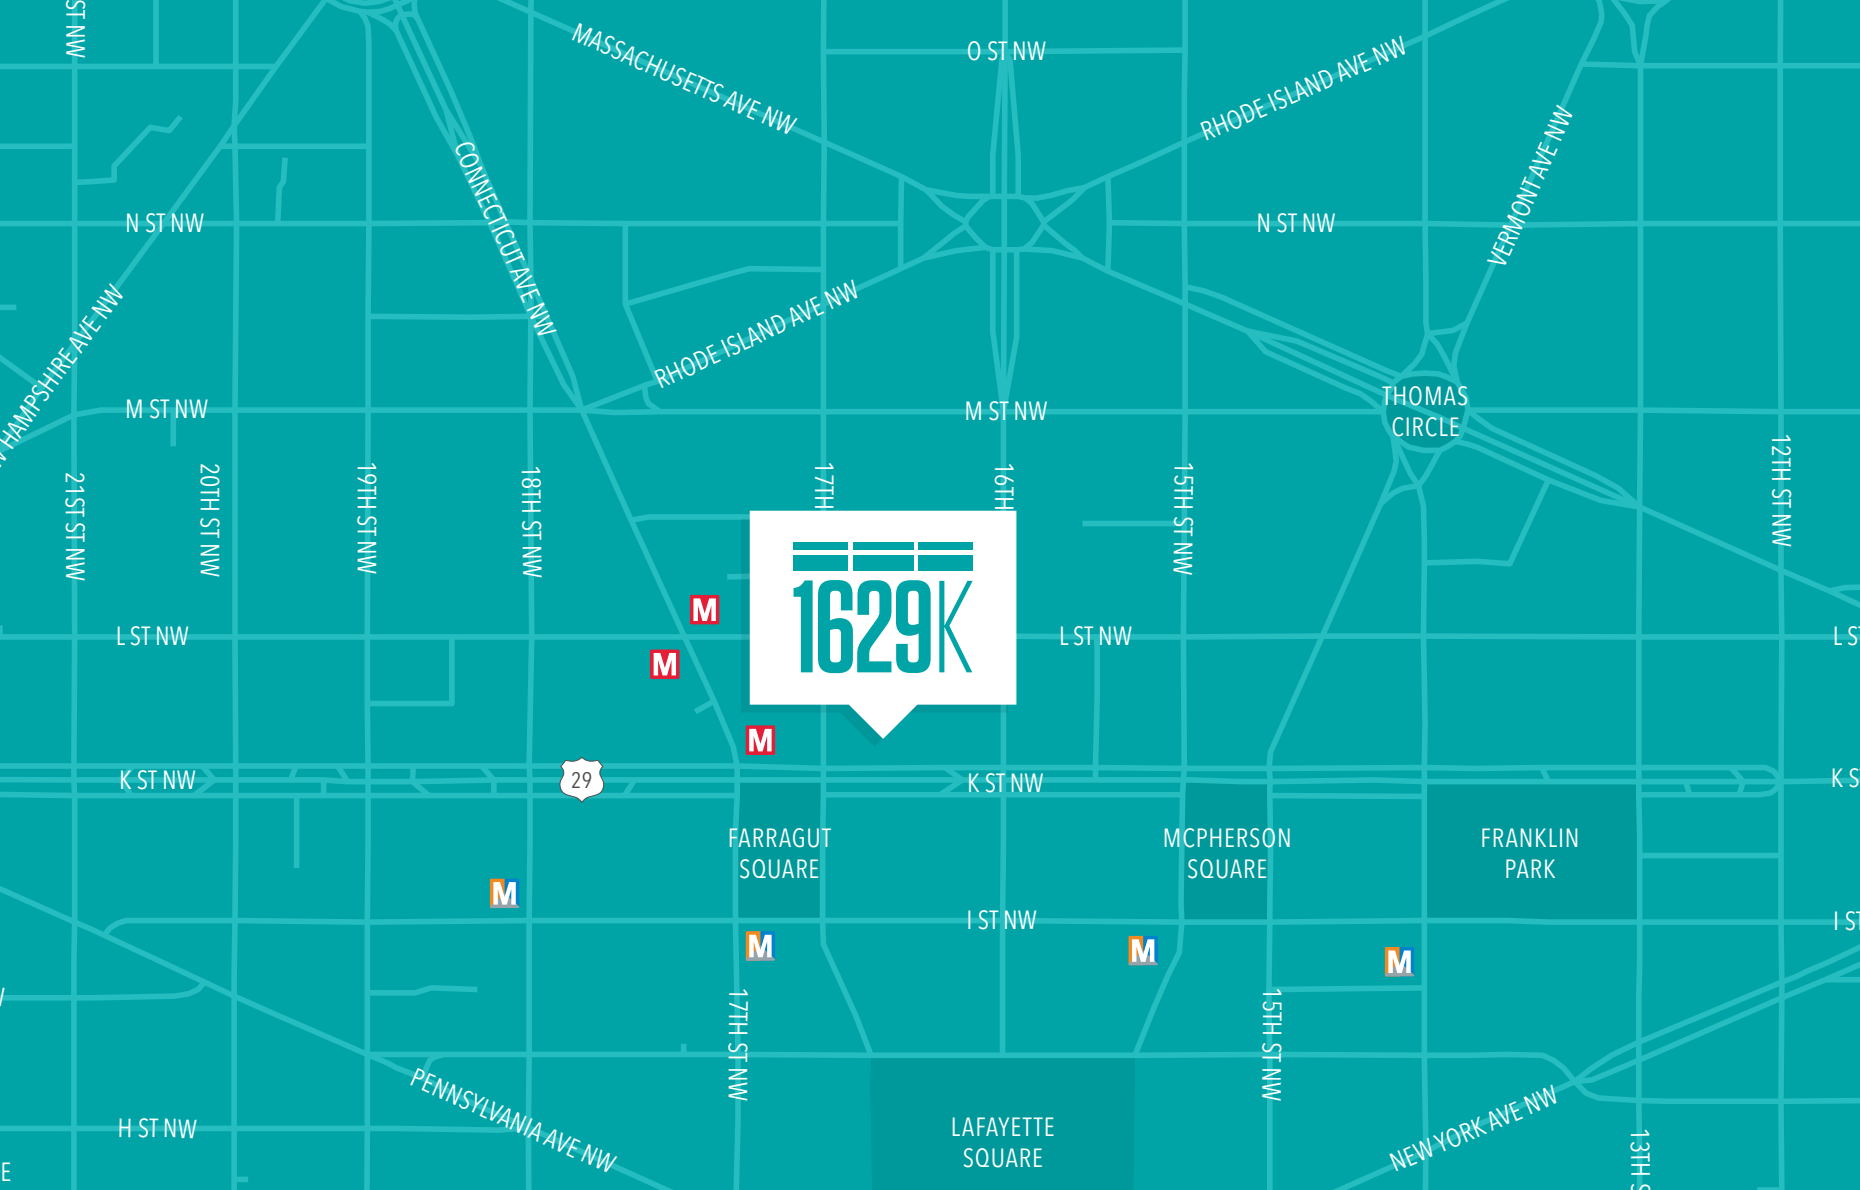 ST NW
MASSACHUSETTS AVE NW
O ST NW
RHODE ISLAND AVE NW
VERMONT AVE NW
CONNECTICUT AVE NW
N ST NW
N ST NW
HAMPSHIRE AVE NW
RHODE ISLAND AVE NW
M ST NW
M ST NW
THOMAS
CIRCLE
21ST ST NW
20TH ST NW
19TH ST NW
18TH ST NW
17TH
16TH
15TH ST NW
12TH ST NW
1629K
M
L ST NW
L ST NW
L S
M
M
K ST NW
29
K ST NW
K S
FARRAGUT
SQUARE
MCPHERSON
SQUARE
FRANKLIN
PARK
M
I ST NW
I ST
M
M
M
17TH ST NW
15TH ST NW
PENNSYLVANIA AVE NW
H ST NW
LAFAYETTE
SQUARE
NEW YORK AVE NW
13TH S
E